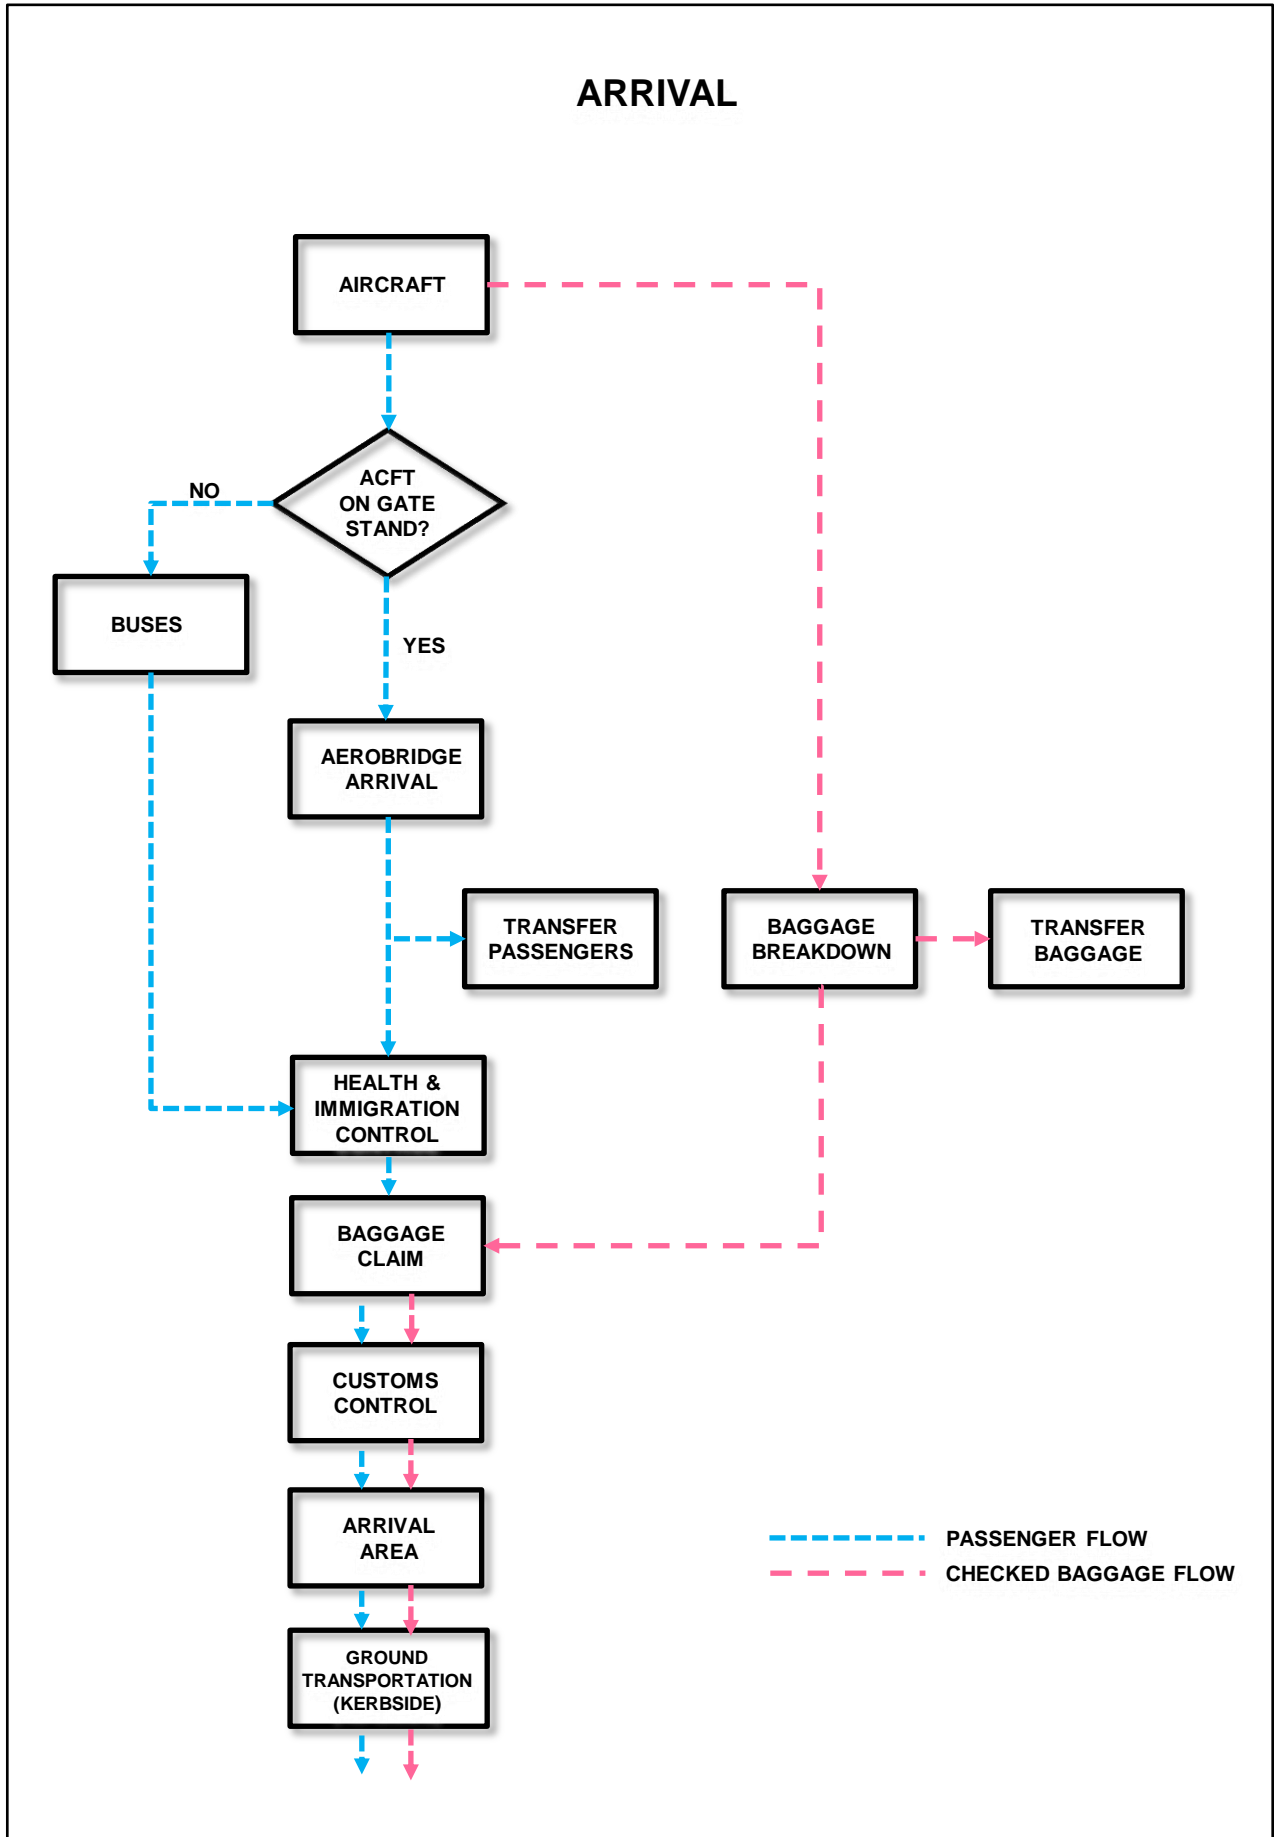 ARRIVAL
AIRCRAFT
ACFT
ON GATE
STAND?
NO
BUSES
YES
AEROBRIDGE
ARRIVAL
TRANSFER
PASSENGERS
BAGGAGE
BREAKDOWN
TRANSFER
BAGGAGE
HEALTH &
IMMIGRATION
CONTROL
BAGGAGE
CLAIM
CUSTOMS
CONTROL
ARRIVAL
AREA
PASSENGER FLOW
CHECKED BAGGAGE FLOW
GROUND
TRANSPORTATION
(KERBSIDE)